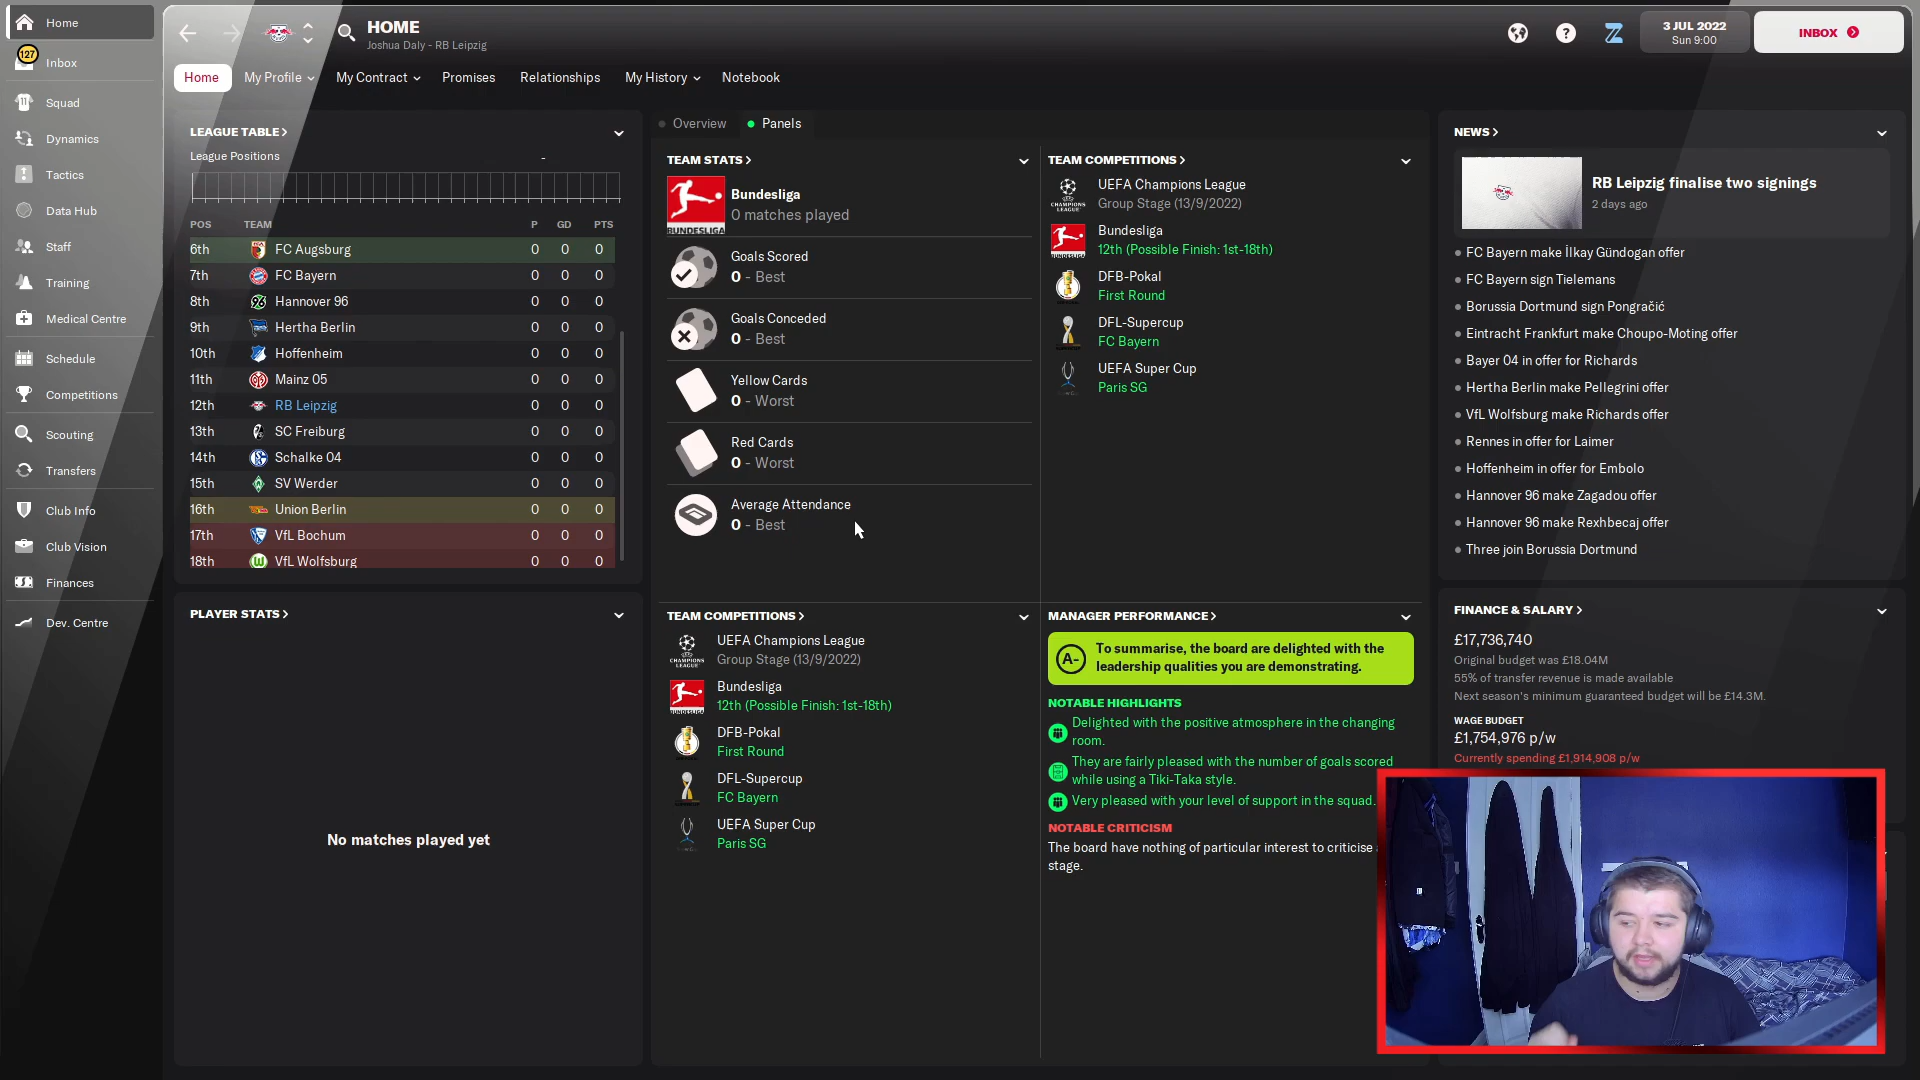 Home
127
Inbox
Squad
Dynamics
Tactics
Data Hub
Staff
Training
Medical Centre
Schedule
Competitions
Scouting
Transfers
Club Info
Club Vision
Finances
Dev. Centre
HOME
Joshua Daly - RB Leipzig
3 JUL 2022
Sun 9:00
INBOX
Home
My Profile
My Contract
Promises
Relationships
My History
Notebook
LEAGUE TABLE >
League Positions
-
POS TEAM P GD PTS
6th FC Augsburg 0 0 0
7th FC Bayern 0 0 0
8th Hannover 96 0 0 0
9th Hertha Berlin 0 0 0
10th Hoffenheim 0 0 0
11th Mainz 05 0 0 0
12th RB Leipzig 0 0 0
13th SC Freiburg 0 0 0
14th Schalke 04 0 0 0
15th SV Werder 0 0 0
16th Union Berlin 0 0 0
17th VfL Bochum 0 0 0
18th VfL Wolfsburg 0 0 0
PLAYER STATS >
No matches played yet
Overview
Panels
TEAM STATS >
BUNDESLIGA
Bundesliga
0 matches played
Goals Scored
0 - Best
Goals Conceded
0 - Best
Yellow Cards
0 - Worst
Red Cards
0 - Worst
Average Attendance
0 - Best
TEAM COMPETITIONS >
UEFA Champions League
Group Stage (13/9/2022)
Bundesliga
12th (Possible Finish: 1st-18th)
DFB-Pokal
First Round
DFL-Supercup
FC Bayern
UEFA Super Cup
Paris SG
TEAM COMPETITIONS >
UEFA Champions League
Group Stage (13/9/2022)
Bundesliga
12th (Possible Finish: 1st-18th)
DFB-Pokal
First Round
DFL-Supercup
FC Bayern
UEFA Super Cup
Paris SG
MANAGER PERFORMANCE >
A-
To summarise, the board are delighted with the
leadership qualities you are demonstrating.
NOTABLE HIGHLIGHTS
Delighted with the positive atmosphere in the changing
room.
They are fairly pleased with the number of goals scored
while using a Tiki-Taka style.
Very pleased with your level of support in the squad.
NOTABLE CRITICISM
The board have nothing of particular interest to criticise
stage.
NEWS >
RB Leipzig finalise two signings
2 days ago
FC Bayern make İlkay Gündogan offer
FC Bayern sign Tielemans
Borussia Dortmund sign Pongračić
Eintracht Frankfurt make Choupo-Moting offer
Bayer 04 in offer for Richards
Hertha Berlin make Pellegrini offer
VfL Wolfsburg make Richards offer
Rennes in offer for Laimer
Hoffenheim in offer for Embolo
Hannover 96 make Zagadou offer
Hannover 96 make Rexhbecaj offer
Three join Borussia Dortmund
FINANCE & SALARY >
£17,736,740
Original budget was £18.04M
55% of transfer revenue is made available
Next season's minimum guaranteed budget will be £14.3M.
WAGE BUDGET
£1,754,976 p/w
Currently spending £1,914,908 p/w